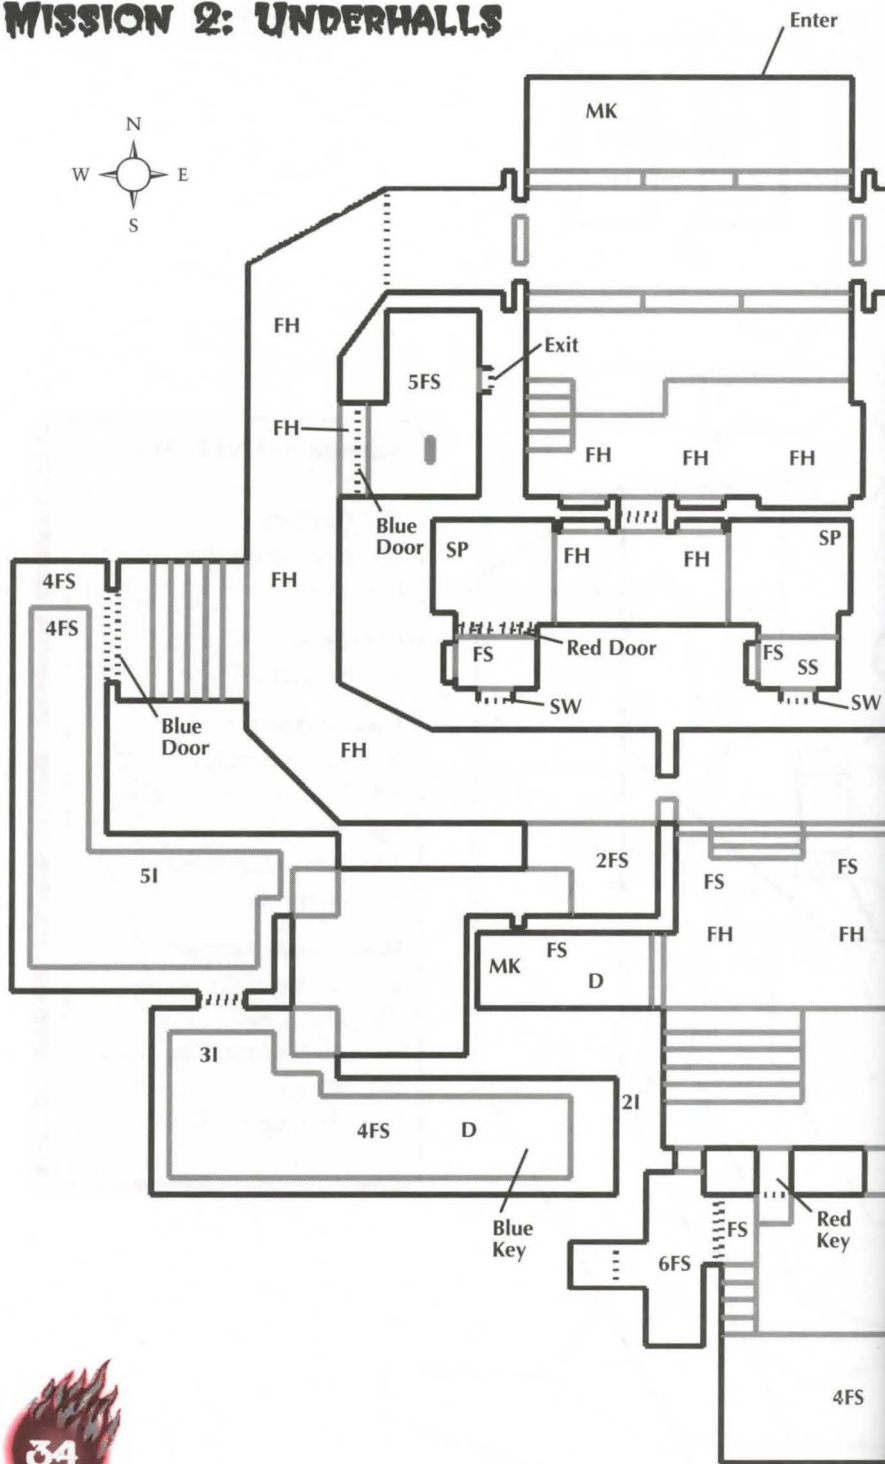 MISSION 2: UNDERHALLS
Enter
MK
N
W E
S
FH
Exit
5FS
FH
FH FH FH
Blue
Door
SP
FH FH
SP
4FS
FH
4FS
Red Door
FS
FS
SS
SW
SW
Blue
Door
FH
2FS
FS
FS
5I
FH
FH
FS
MK
D
3I
2I
4FS D
Blue
Key
FS
Red
Key
6FS
4FS
34